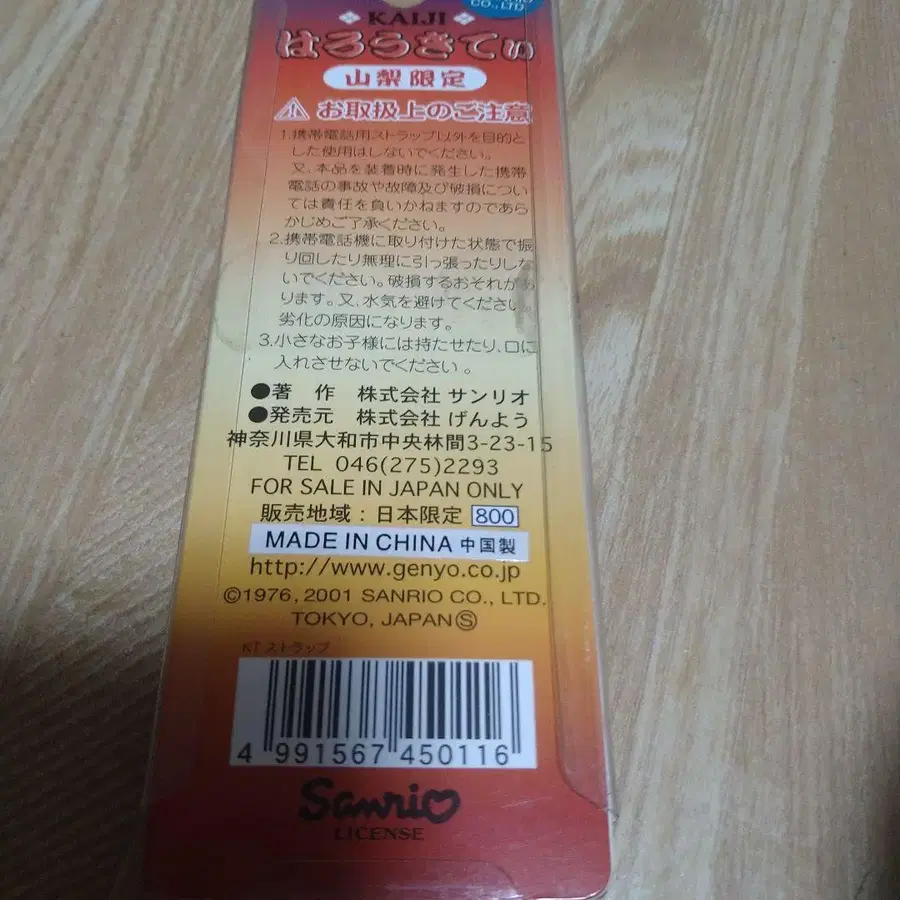 CO., LTD.
KAIJI
はろうきてぃ
山梨限定
お取扱上のご注意
1.携帯電話用ストラップ以外を目的と
した使用はしないでください。
又、本品を装着時に発生した携帯
電話の事故や故障及び破損につい
ては責任を負いかねますのであら
かじめご了承ください。
2.携帯電話機に取り付けた状態で振
り回したり無理に引っ張ったりしな
いでください。破損するおそれがあ
ります。又、水気を避けてください。
劣化の原因になります。
3.小さなお子様には持たせたり、口に
入れさせないでください。
●著 作 株式会社 サンリオ
●発売元 株式会社 げんよう
神奈川県大和市中央林間3-23-15
TEL 046(275)2293
FOR SALE IN JAPAN ONLY
販売地域：日本限定 800
MADE IN CHINA 中国製
http://www.genyo.co.jp
©1976, 2001 SANRIO CO., LTD.
TOKYO, JAPAN Ⓢ
KT ストラップ
4 991567 450116
Sanrio
LICENSE